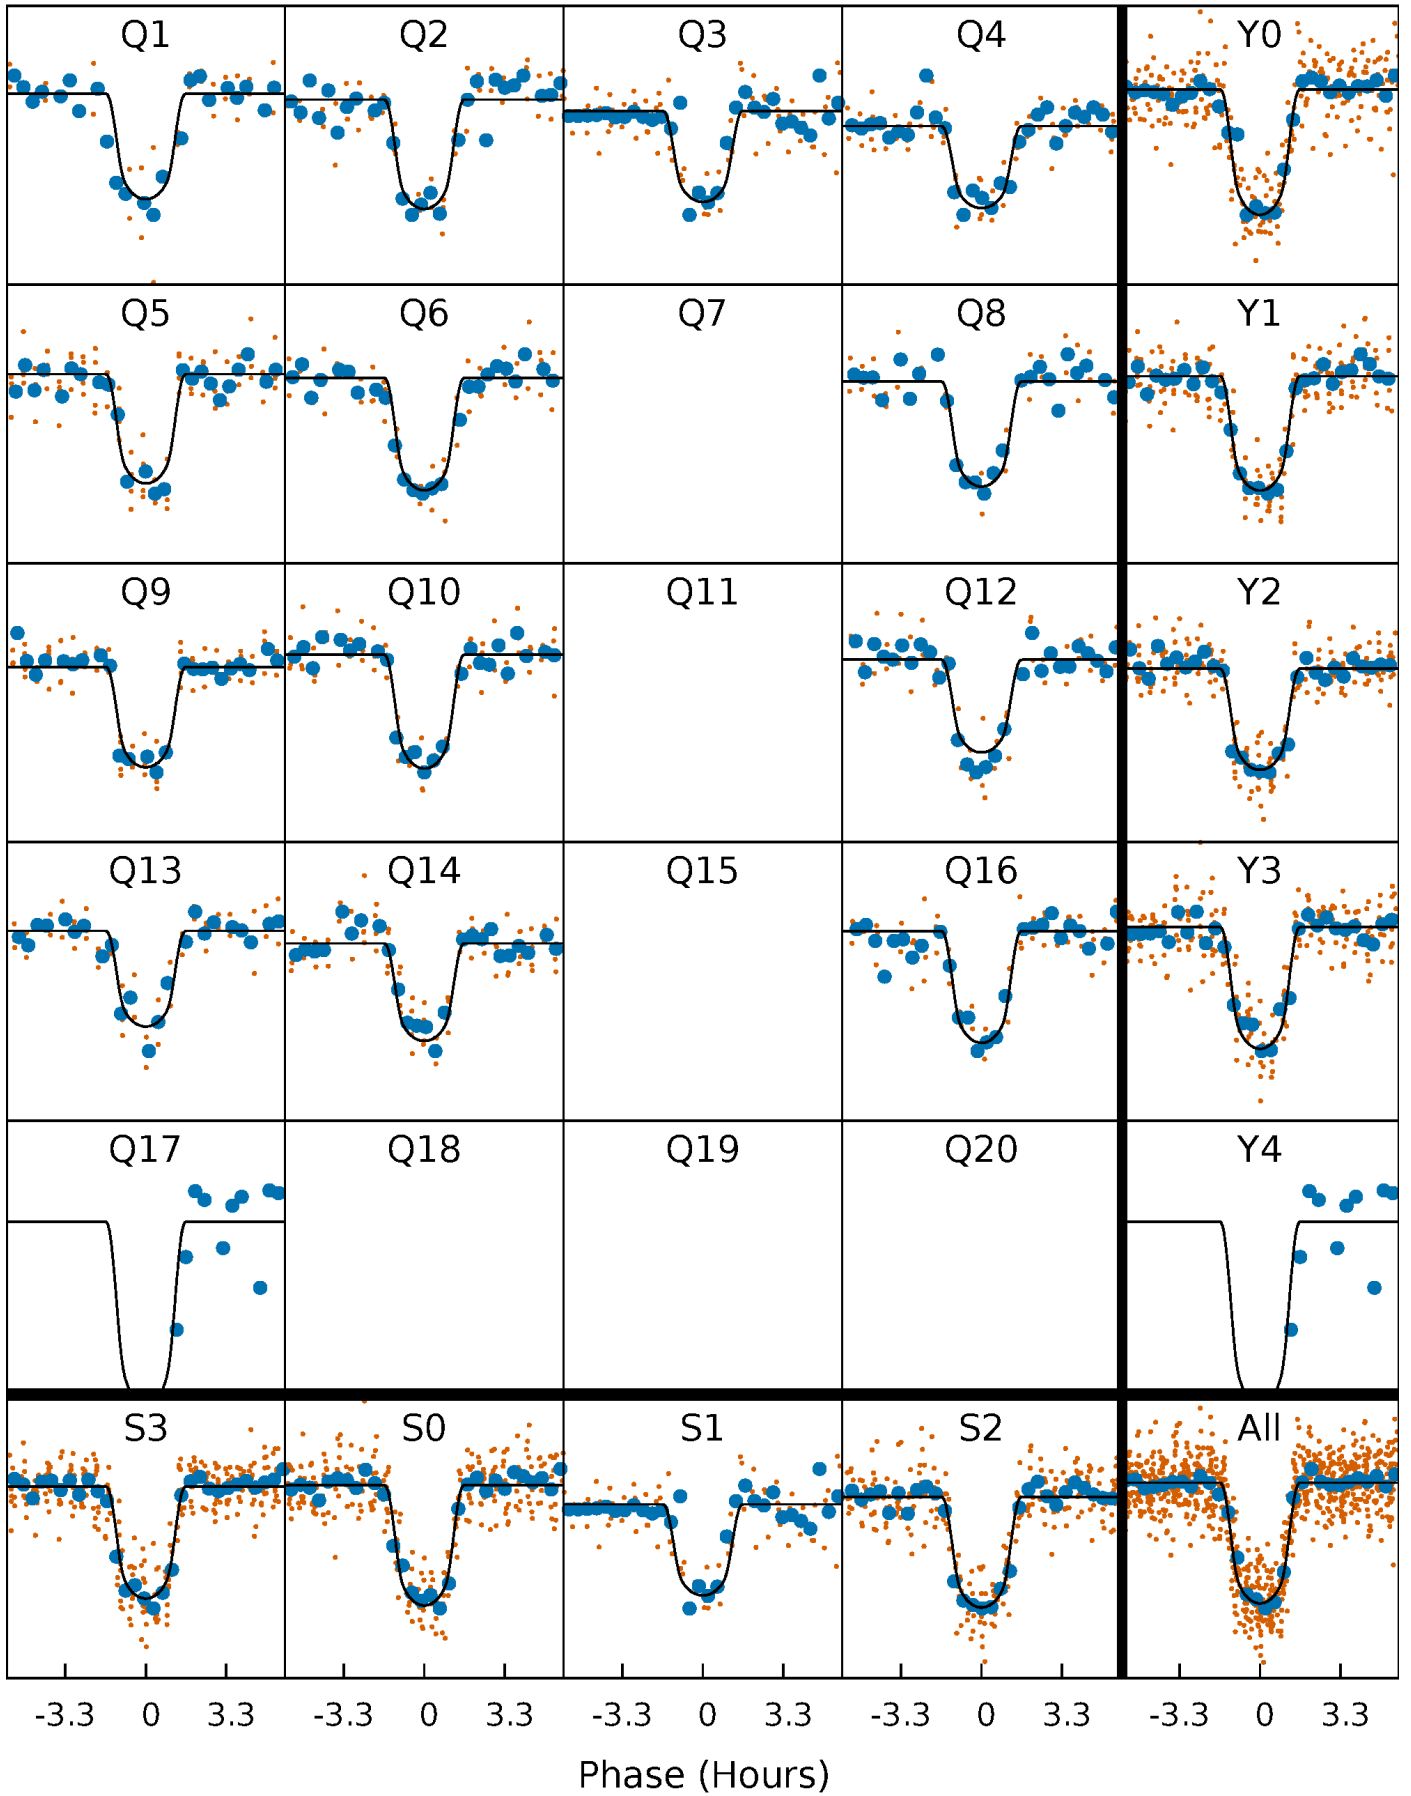 Q1 Q2 Q3 Q4 Y0
Q5 Q6 Q7 Q8 Y1
Q9 Q10 Q11 Q12 Y2
Q13 Q14 Q15 Q16 Y3
Q17 Q18 Q19 Q20 Y4
S3 S0 S1 S2 All
-3.3 0 3.3 -3.3 0 3.3 -3.3 0 3.3 -3.3 0 3.3 -3.3 0 3.3
Phase (Hours)